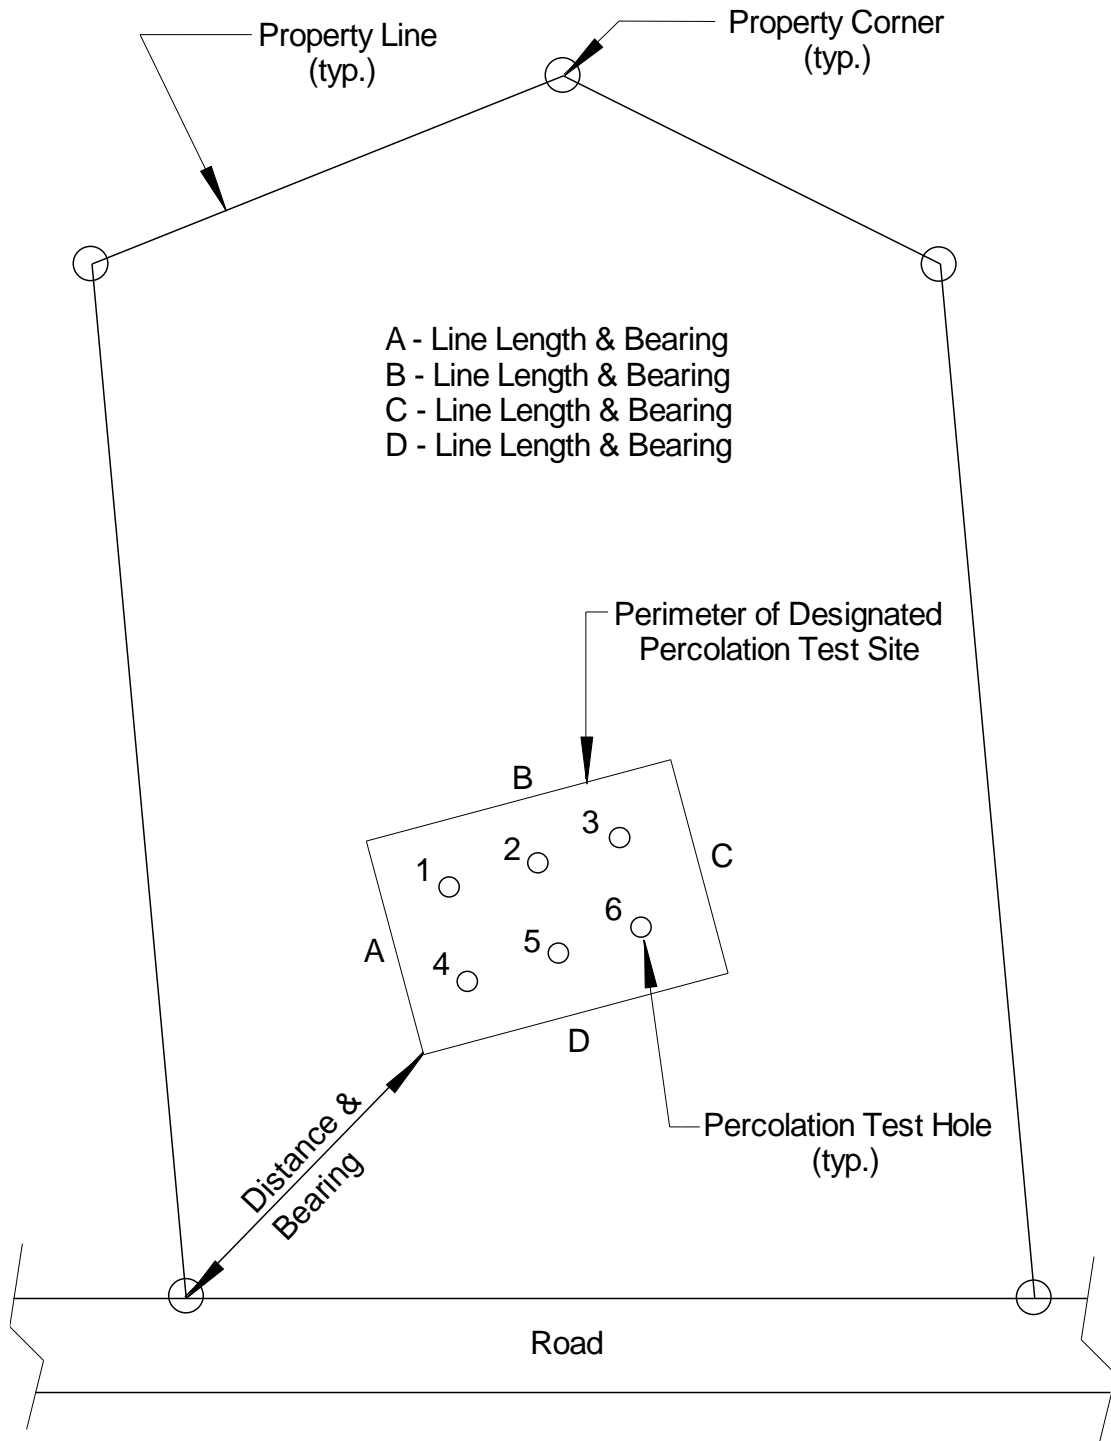 Property Line
(typ.)
Property Corner
(typ.)
A - Line Length & Bearing
B - Line Length & Bearing
C - Line Length & Bearing
D - Line Length & Bearing
Perimeter of Designated
Percolation Test Site
B
3
2
1
C
6
5
4
A
D
Distance &
Bearing
Percolation Test Hole
(typ.)
Road